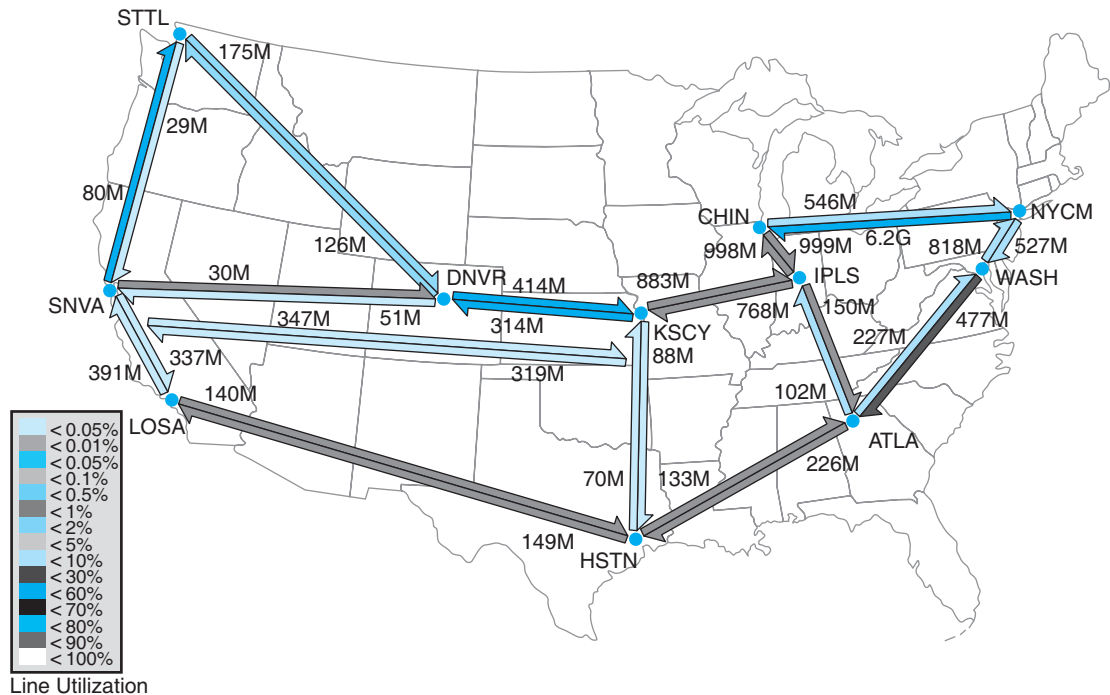 STTL
175M
29M
80M
126M
30M
DNVR
414M
SNVA
347M
51M
314M
337M
391M
319M
140M
LOSA
883M
KSCY
88M
768M
CHIN
998M
999M
546M
6.2G
NYCM
818M
527M
WASH
IPLS
150M
227M
477M
102M
ATLA
226M
70M
133M
149M
HSTN
< 0.05%
< 0.01%
< 0.05%
< 0.1%
< 0.5%
< 1%
< 2%
< 5%
< 10%
< 30%
< 60%
< 70%
< 80%
< 90%
< 100%
Line Utilization